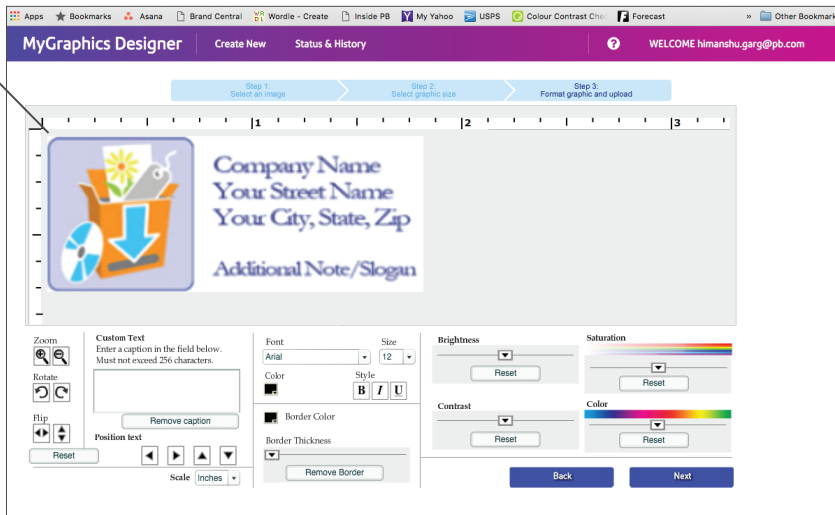 Apps Bookmarks Asana Brand Central Wordle - Create Inside PB My Yahoo USPS Colour Contrast Che Forecast » Other Bookmark
MyGraphics Designer Create New Status & History ? WELCOME himanshu.garg@pb.com
Step 1:
Select an image
Step 2:
Select graphic size
Step 3:
Format graphic and upload
1 2 3
Company Name
Your Street Name
Your City, State, Zip
Additional Note/Slogan
Zoom
Rotate
Flip
Reset
Custom Text
Enter a caption in the field below.
Must not exceed 256 characters.
Remove caption
Position text
Scale Inches
Font Size
Arial 12
Color Style
B I U
Border Color
Border Thickness
Remove Border
Brightness
Reset
Contrast
Reset
Saturation
Reset
Color
Reset
Back Next